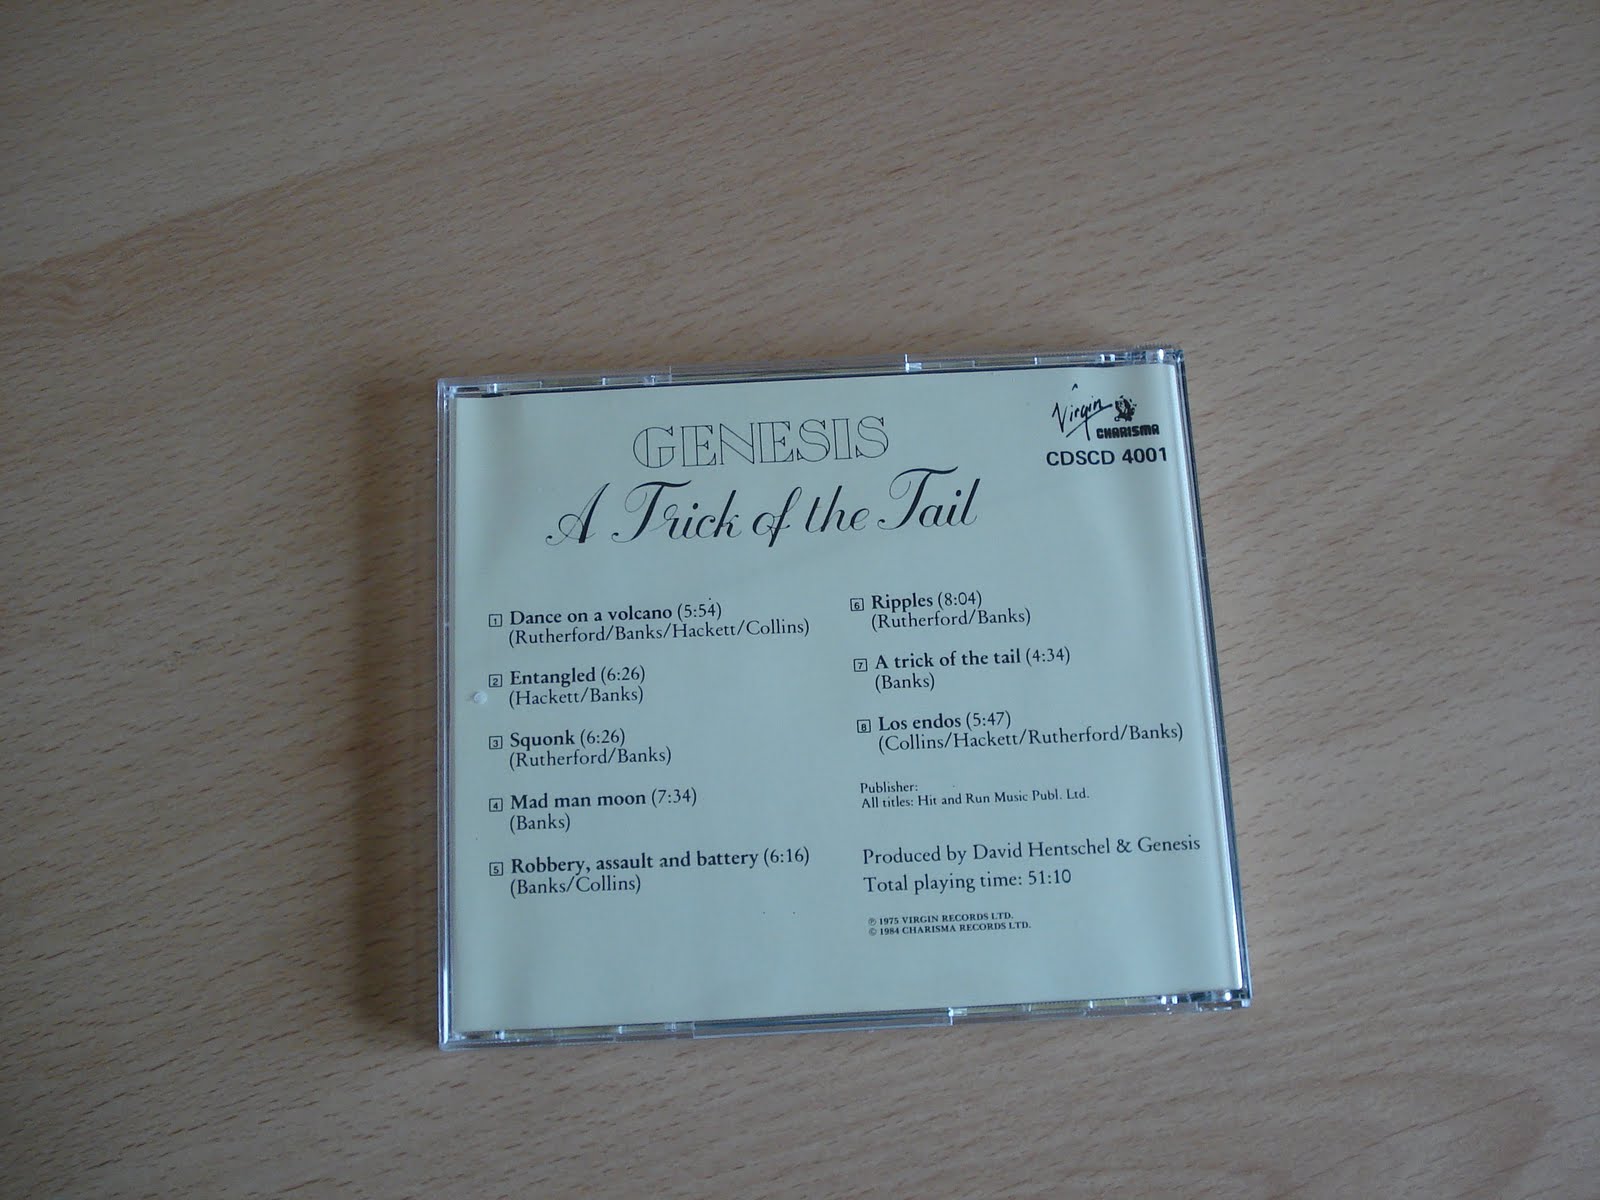 GENESIS
A Trick of the Tail
Virgin
CHARISMA
CDSCD 4001
1 Dance on a volcano (5:54)
(Rutherford/Banks/Hackett/Collins)
2 Entangled (6:26)
(Hackett/Banks)
3 Squonk (6:26)
(Rutherford/Banks)
4 Mad man moon (7:34)
(Banks)
5 Robbery, assault and battery (6:16)
(Banks/Collins)
6 Ripples (8:04)
(Rutherford/Banks)
7 A trick of the tail (4:34)
(Banks)
8 Los endos (5:47)
(Collins/Hackett/Rutherford/Banks)
Publisher:
All titles: Hit and Run Music Publ. Ltd.
Produced by David Hentschel & Genesis
Total playing time: 51:10
℗ 1975 VIRGIN RECORDS LTD.
© 1984 CHARISMA RECORDS LTD.